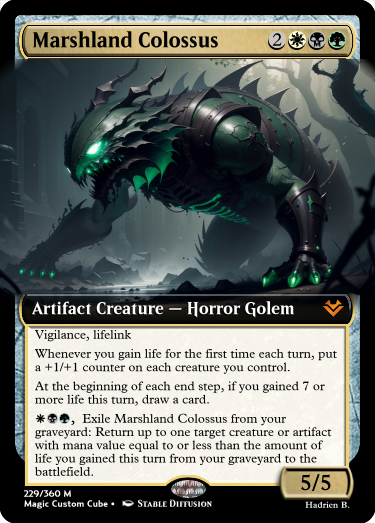 Marshland Colossus 2
Artifact Creature — Horror Golem
Vigilance, lifelink
Whenever you gain life for the first time each turn, put
a +1/+1 counter on each creature you control.
At the beginning of each end step, if you gained 7 or
more life this turn, draw a card.
, Exile Marshland Colossus from your
graveyard: Return up to one target creature or artifact
with mana value equal to or less than the amount of
life you gained this turn from your graveyard to the
battlefield.
5/5
229/360 M
Magic Custom Cube • Stable Diffusion
Hadrien B.